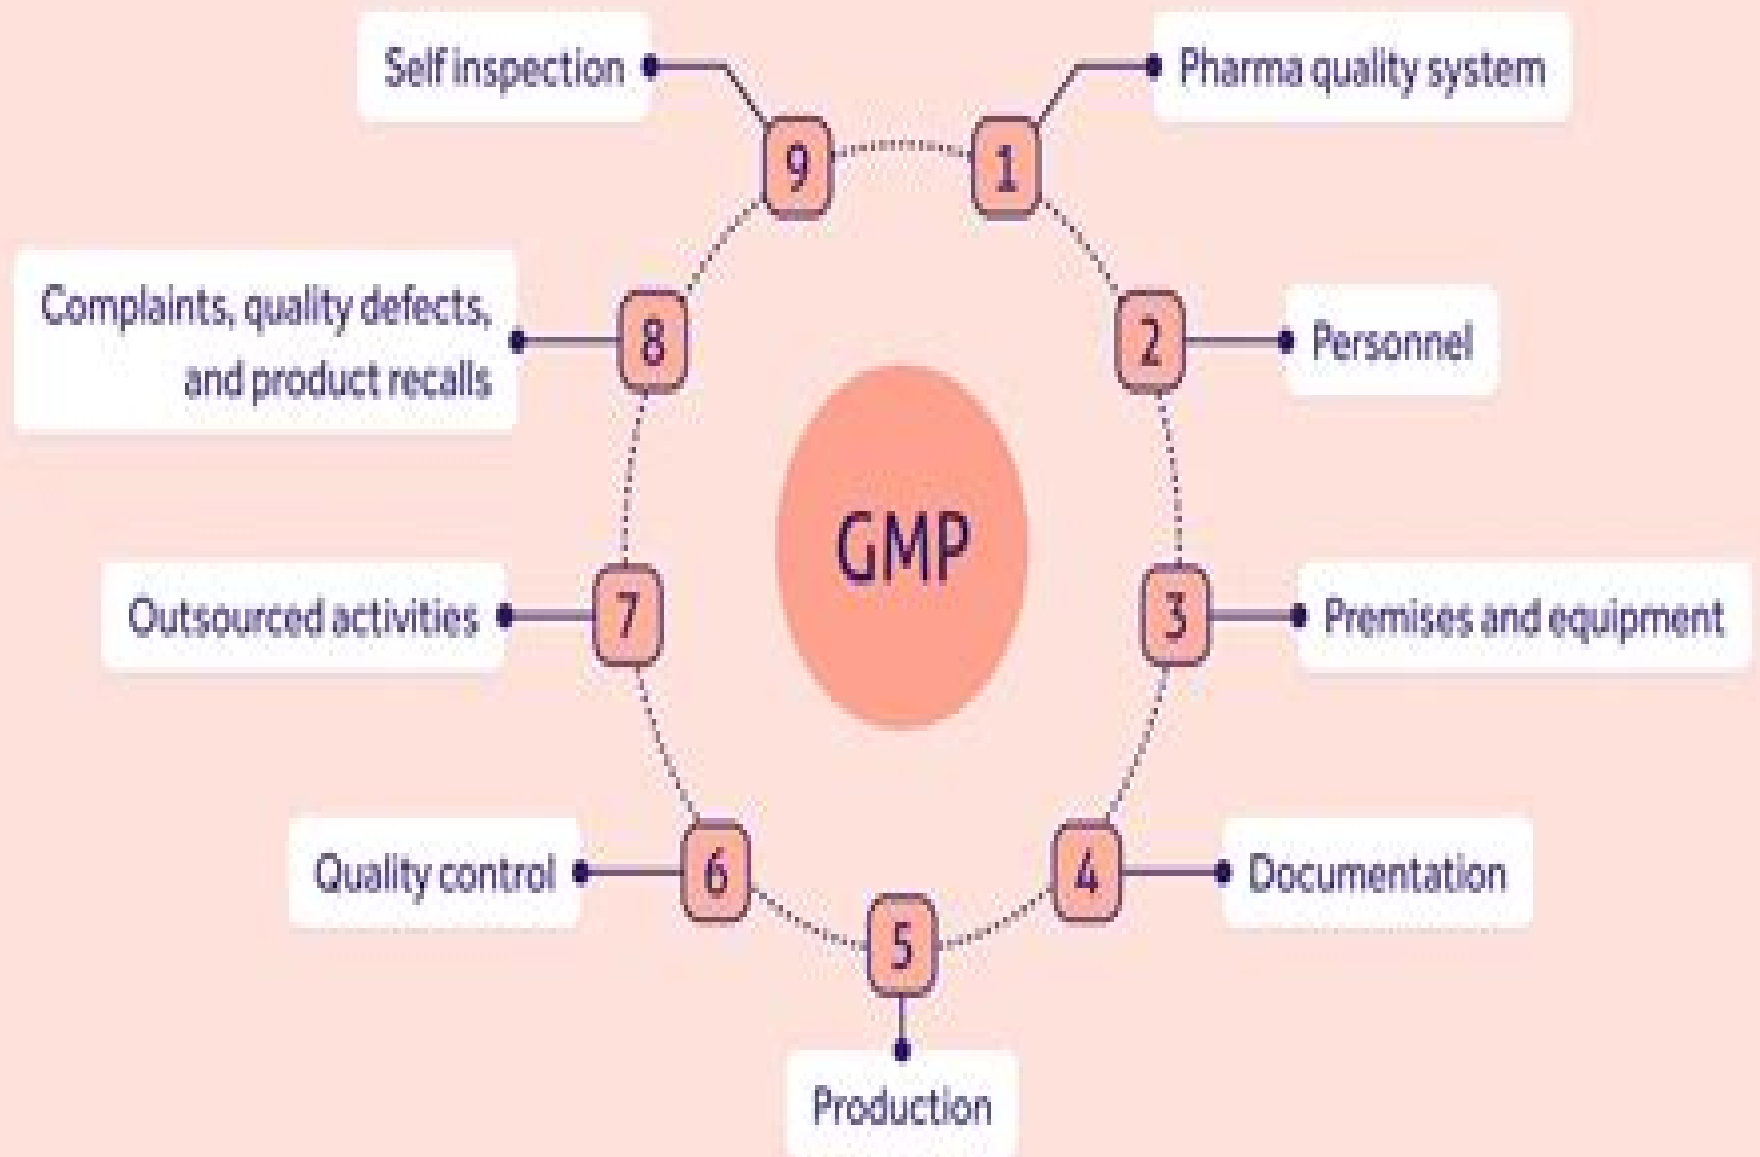 Self inspection
9
1
Pharma quality system
Complaints, quality defects,
and product recalls
8
2
Personnel
GMP
Outsourced activities
7
3
Premises and equipment
Quality control
6
4
Documentation
5
Production